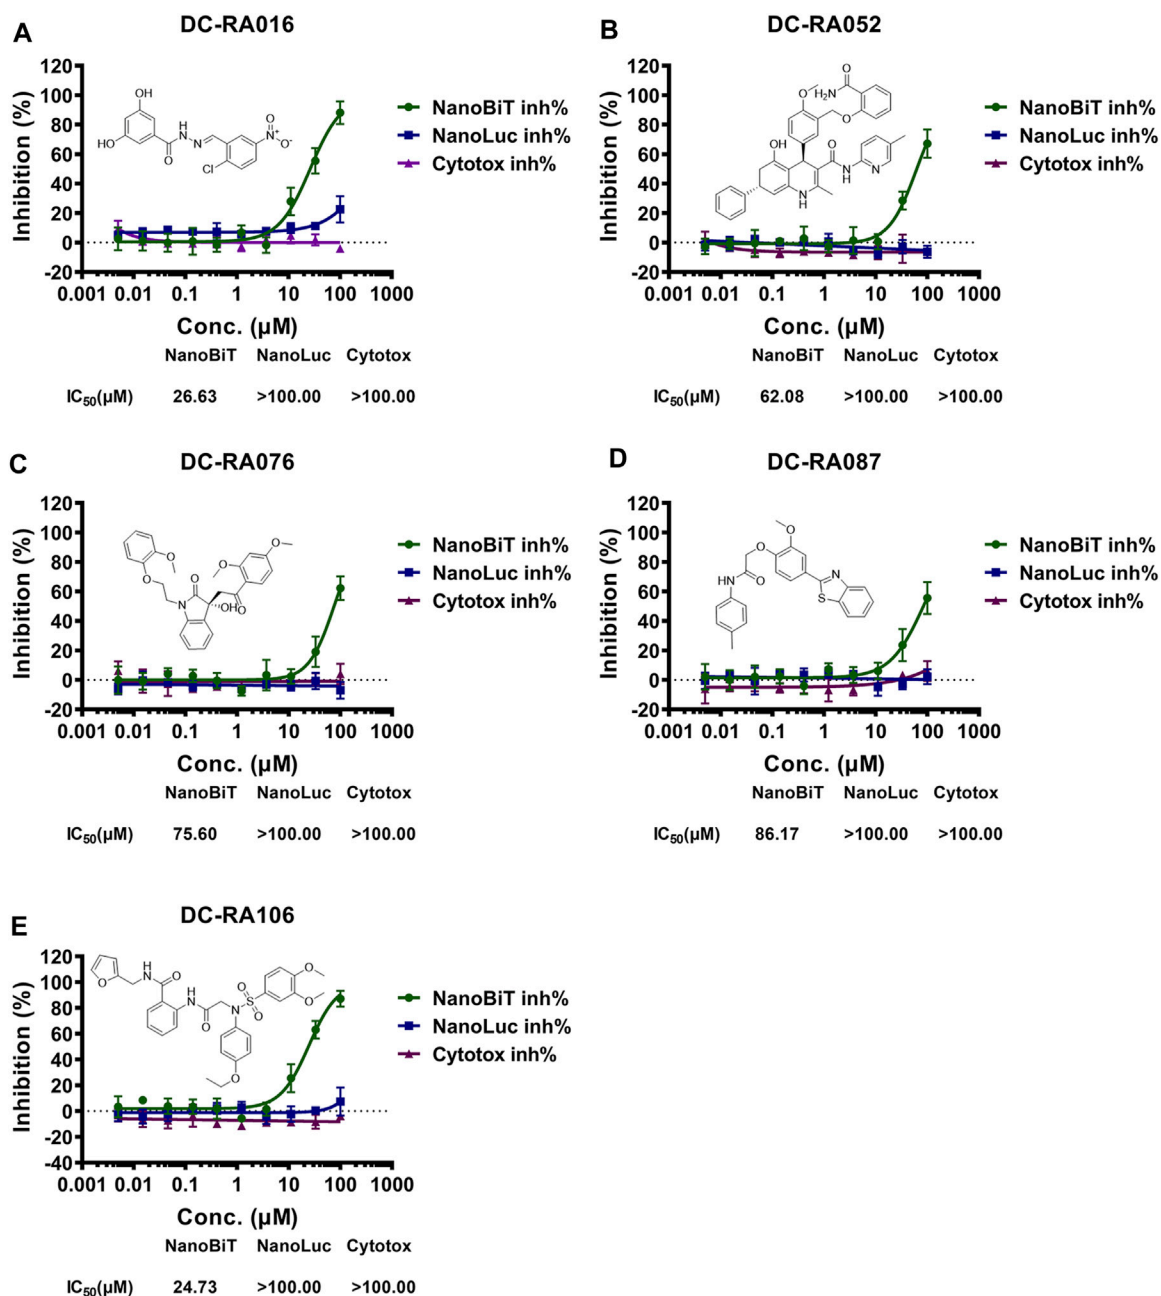 A
DC-RA016
Inhibition (%)
120
100
80
60
40
20
0
-20
0.001 0.01 0.1 1 10 100 1000
Conc. (µM)
OH
HO
O
H
N
N
Cl
N+
O
O-
NanoBiT inh%
NanoLuc inh%
Cytotox inh%
NanoBiT NanoLuc Cytotox
IC50(µM) 26.63 >100.00 >100.00
B
DC-RA052
Inhibition (%)
120
100
80
60
40
20
0
-20
0.001 0.01 0.1 1 10 100 1000
Conc. (µM)
O
H2N
O
O
OH
O
N
H
N
N
H
NanoBiT inh%
NanoLuc inh%
Cytotox inh%
NanoBiT NanoLuc Cytotox
IC50(µM) 62.08 >100.00 >100.00
C
DC-RA076
Inhibition (%)
120
100
80
60
40
20
0
-20
0.001 0.01 0.1 1 10 100 1000
Conc. (µM)
O
O
O
O
O
N
OH
O
NanoBiT inh%
NanoLuc inh%
Cytotox inh%
NanoBiT NanoLuc Cytotox
IC50(µM) 75.60 >100.00 >100.00
D
DC-RA087
Inhibition (%)
120
100
80
60
40
20
0
-20
0.001 0.01 0.1 1 10 100 1000
Conc. (µM)
O
O
O
NH
N
S
NanoBiT inh%
NanoLuc inh%
Cytotox inh%
NanoBiT NanoLuc Cytotox
IC50(µM) 86.17 >100.00 >100.00
E
DC-RA106
Inhibition (%)
120
100
80
60
40
20
0
-20
-40
0.001 0.01 0.1 1 10 100 1000
Conc. (µM)
O
H
N
O
H
N
O
N
O
S
O
O
O
O
NanoBiT inh%
NanoLuc inh%
Cytotox inh%
NanoBiT NanoLuc Cytotox
IC50(µM) 24.73 >100.00 >100.00